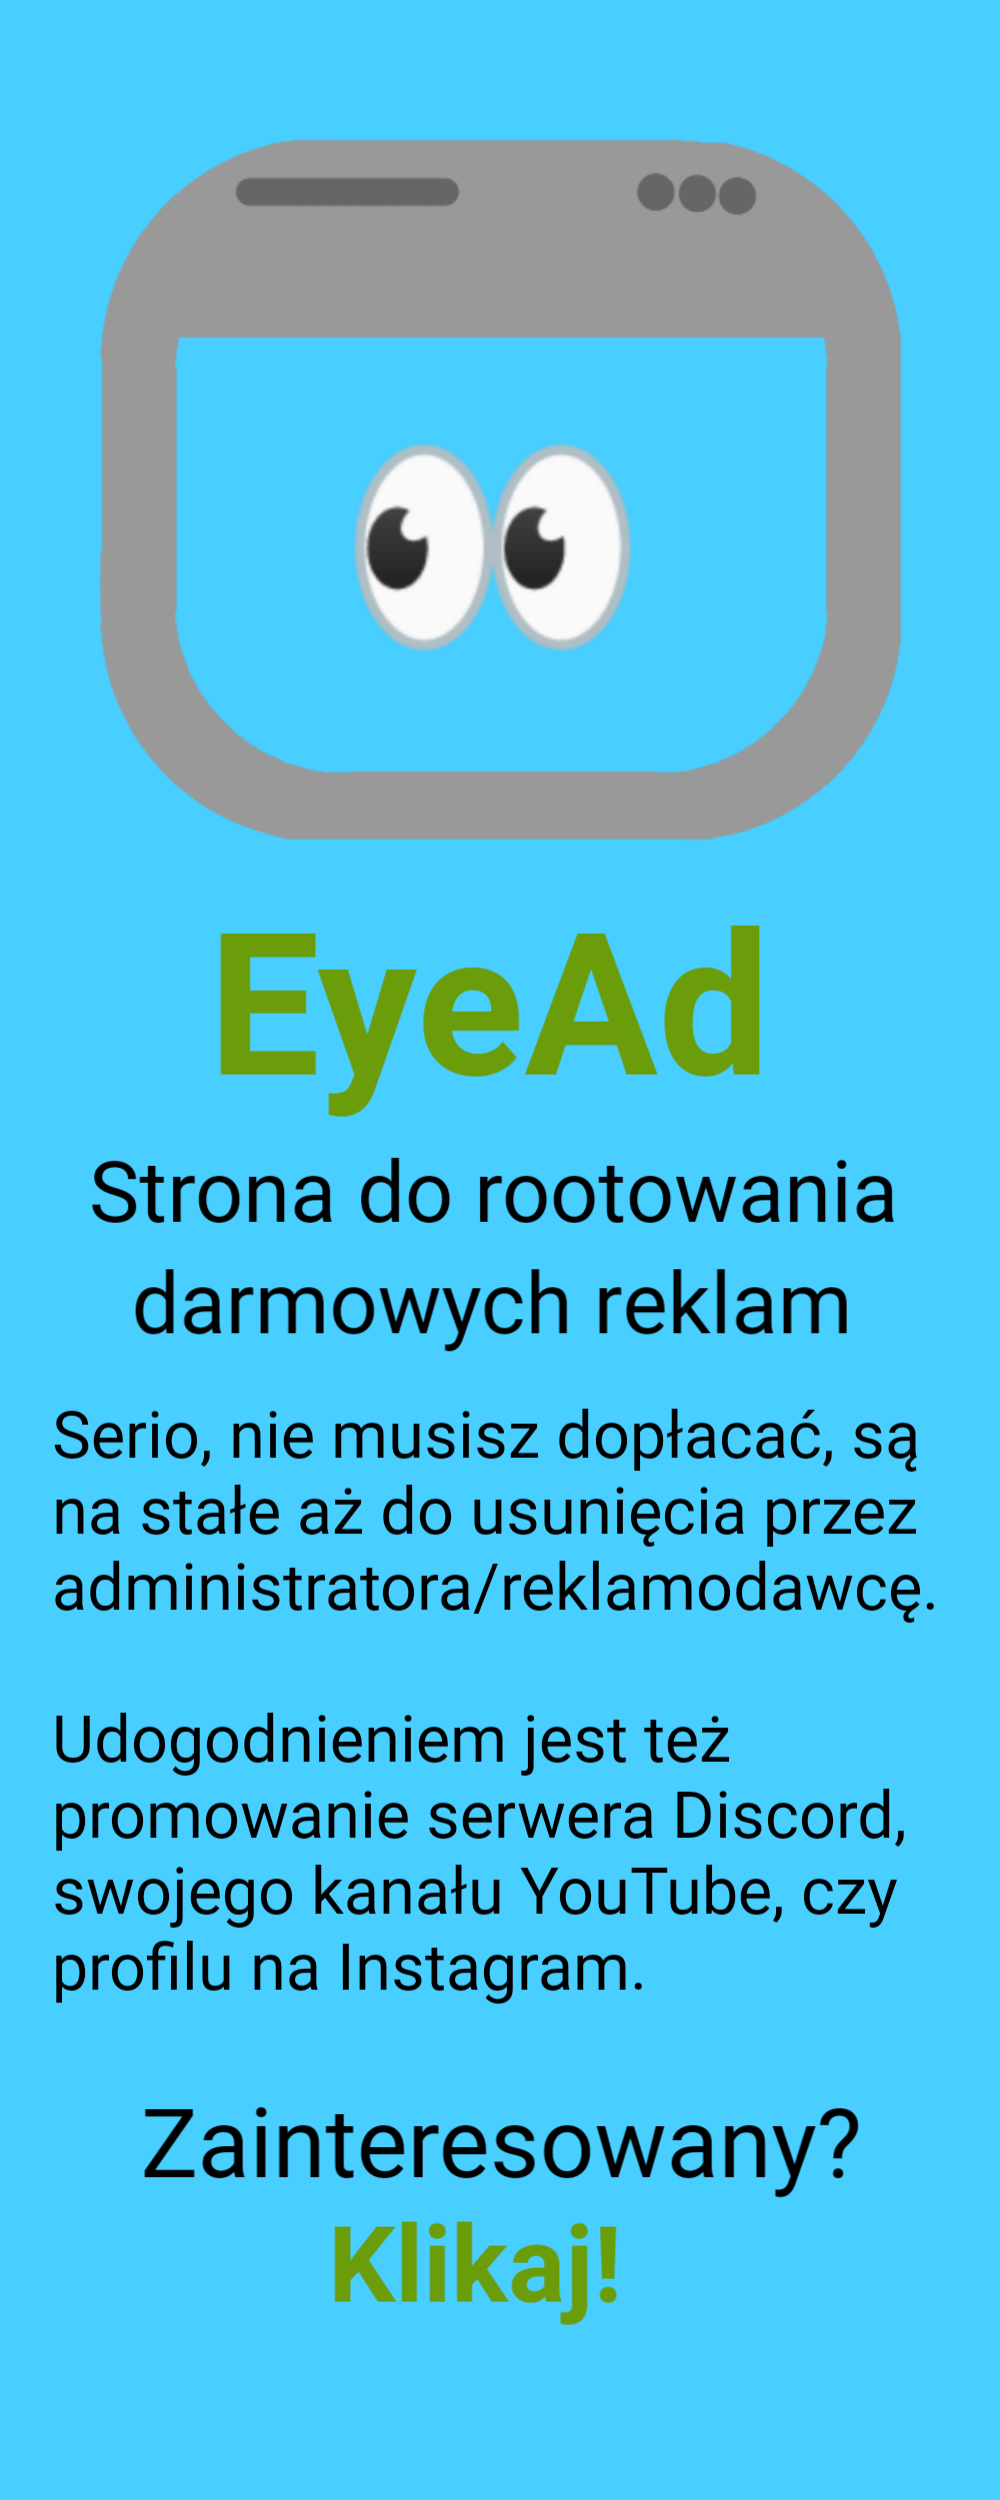 EyeAd
Strona do rootowania
darmowych reklam
Serio, nie musisz dopłacać, są
na stałe aż do usunięcia przez
administratora/reklamodawcę.
Udogodnieniem jest też
promowanie serwera Discord,
swojego kanału YouTube, czy
profilu na Instagram.
Zainteresowany?
Klikaj!